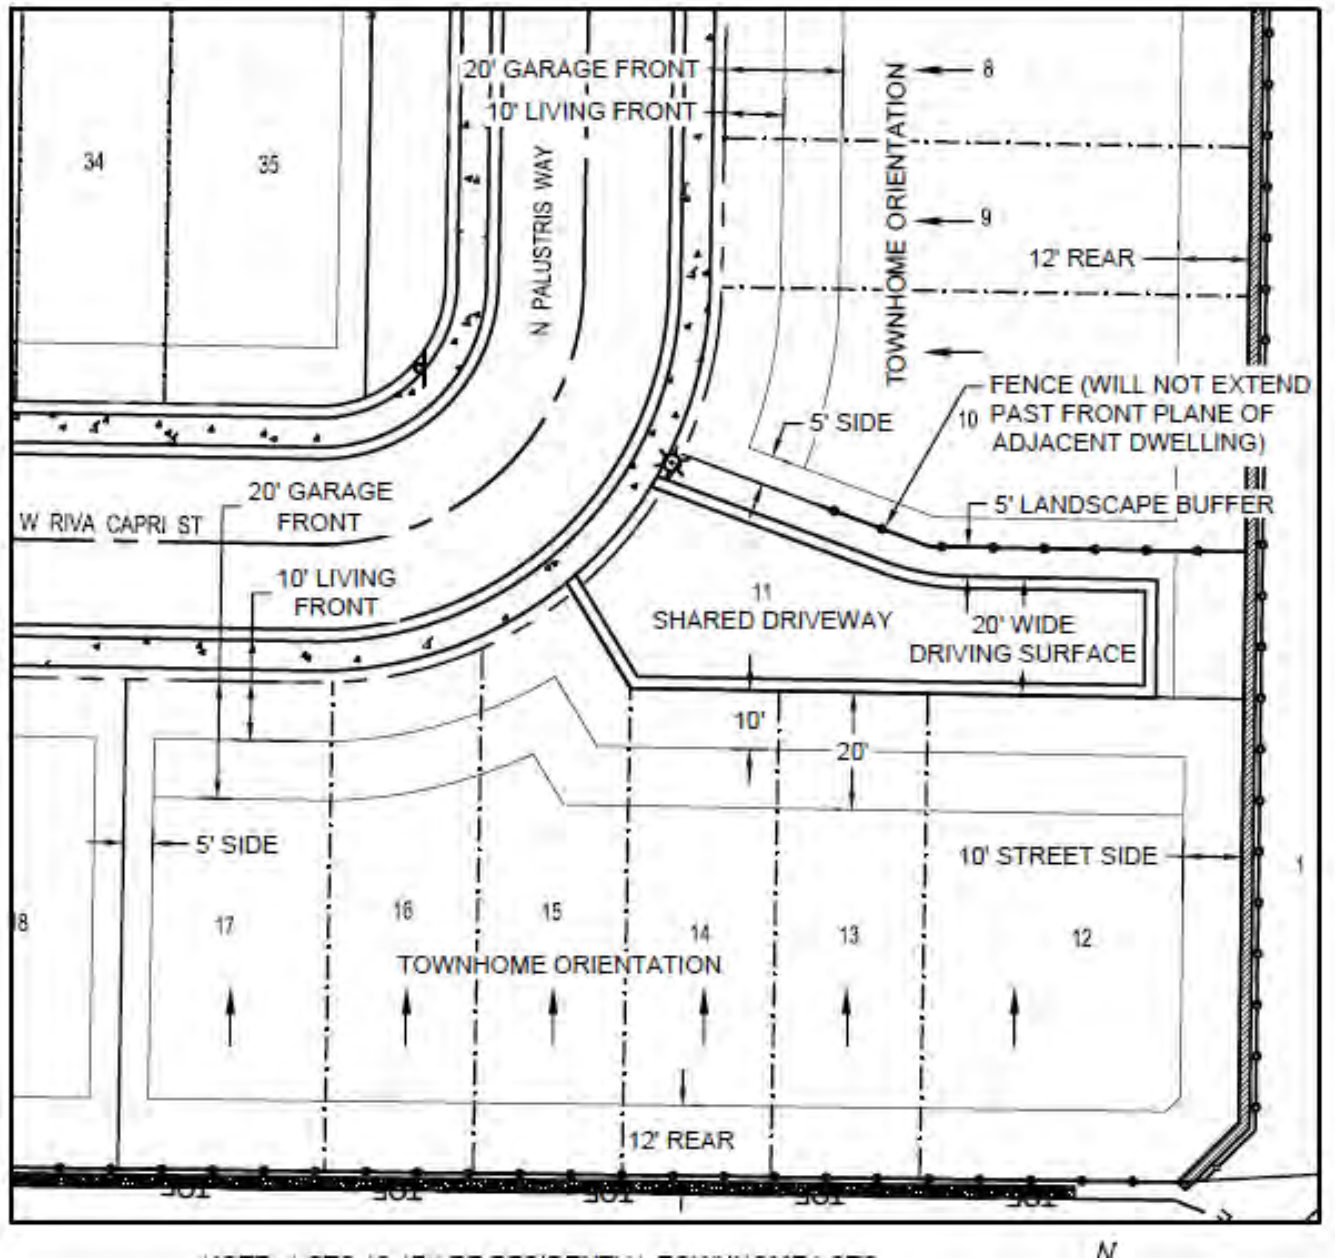 20' GARAGE FRONT
10' LIVING FRONT
8
TOWNHOME ORIENTATION
34
35
N PALUSTRIS WAY
9
12' REAR
FENCE (WILL NOT EXTEND
10 PAST FRONT PLANE OF
ADJACENT DWELLING)
5' SIDE
20' GARAGE
FRONT
5' LANDSCAPE BUFFER
W RIVA CAPRI ST
10' LIVING
FRONT
11
SHARED DRIVEWAY
20' WIDE
DRIVING SURFACE
10'
20'
5' SIDE
10' STREET SIDE
1
18
17
16
15
14
13
12
TOWNHOME ORIENTATION
12' REAR
N